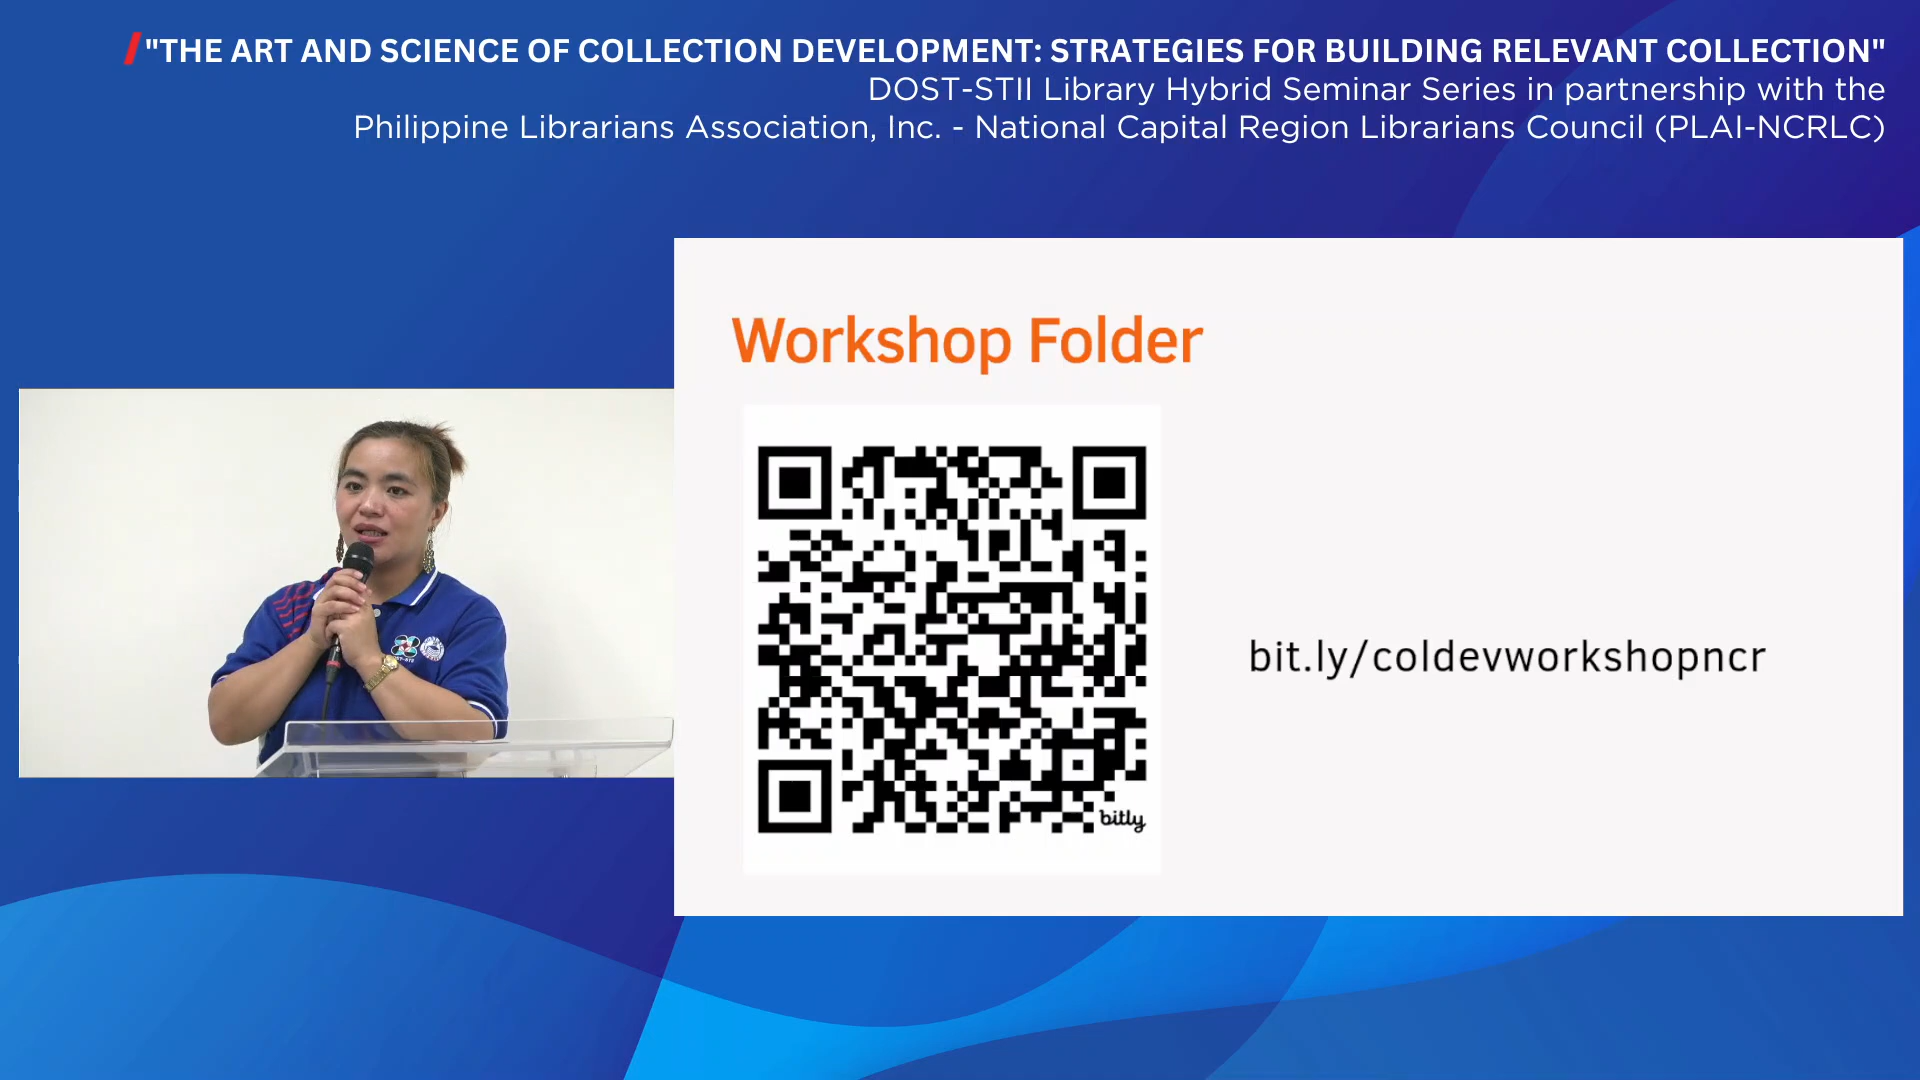 "THE ART AND SCIENCE OF COLLECTION DEVELOPMENT: STRATEGIES FOR BUILDING RELEVANT COLLECTION"
DOST-STII Library Hybrid Seminar Series in partnership with the
Philippine Librarians Association, Inc. - National Capital Region Librarians Council (PLAI-NCRLC)
Workshop Folder
bit.ly/coldevworkshopncr
bitly